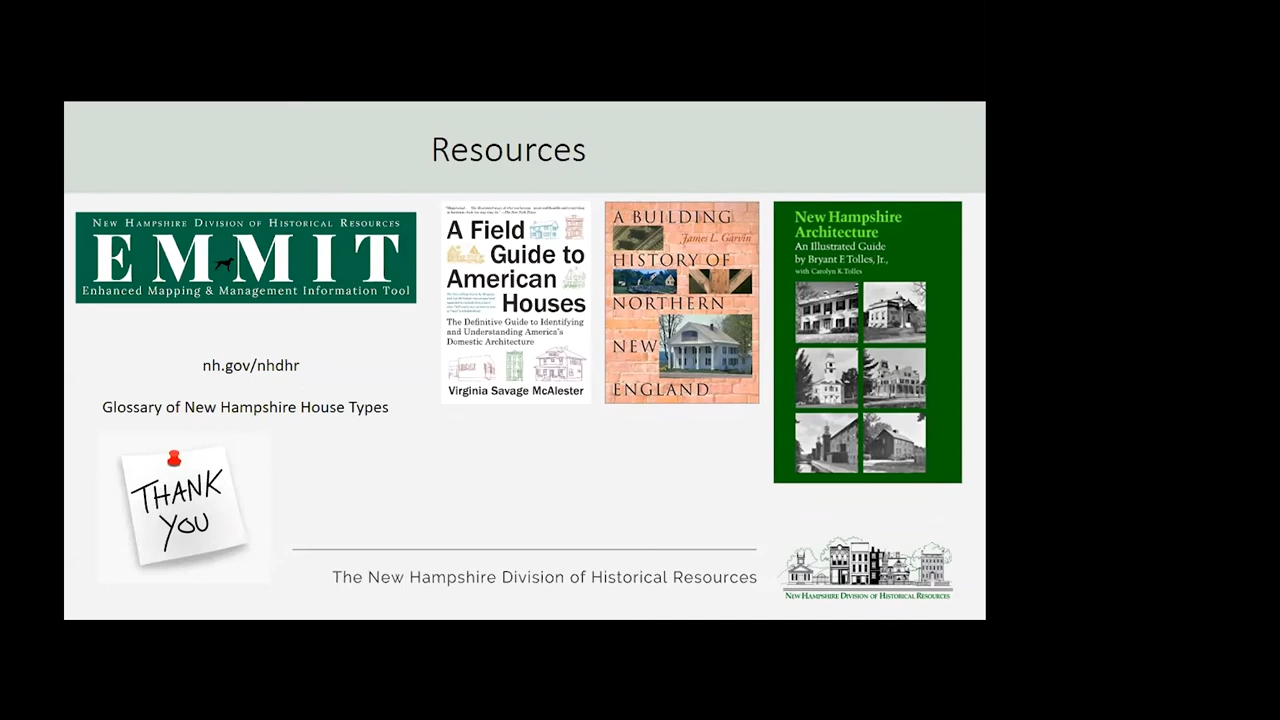 Resources
NEW HAMPSHIRE DIVISION OF HISTORICAL RESOURCES
EMMIT
Enhanced Mapping & Management Information Tool
nh.gov/nhdhr
Glossary of New Hampshire House Types
THANK
YOU
A Field
Guide to
American
Houses
The Definitive Guide to Identifying
and Understanding America's
Domestic Architecture
Virginia Savage McAlester
A BUILDING
James L. Garvin
HISTORY OF
NORTHERN
NEW
ENGLAND
New Hampshire
Architecture
An Illustrated Guide
by Bryant F. Tolles, Jr.,
with Carolyn K. Tolles
The New Hampshire Division of Historical Resources
NEW HAMPSHIRE DIVISION OF HISTORICAL RESOURCES